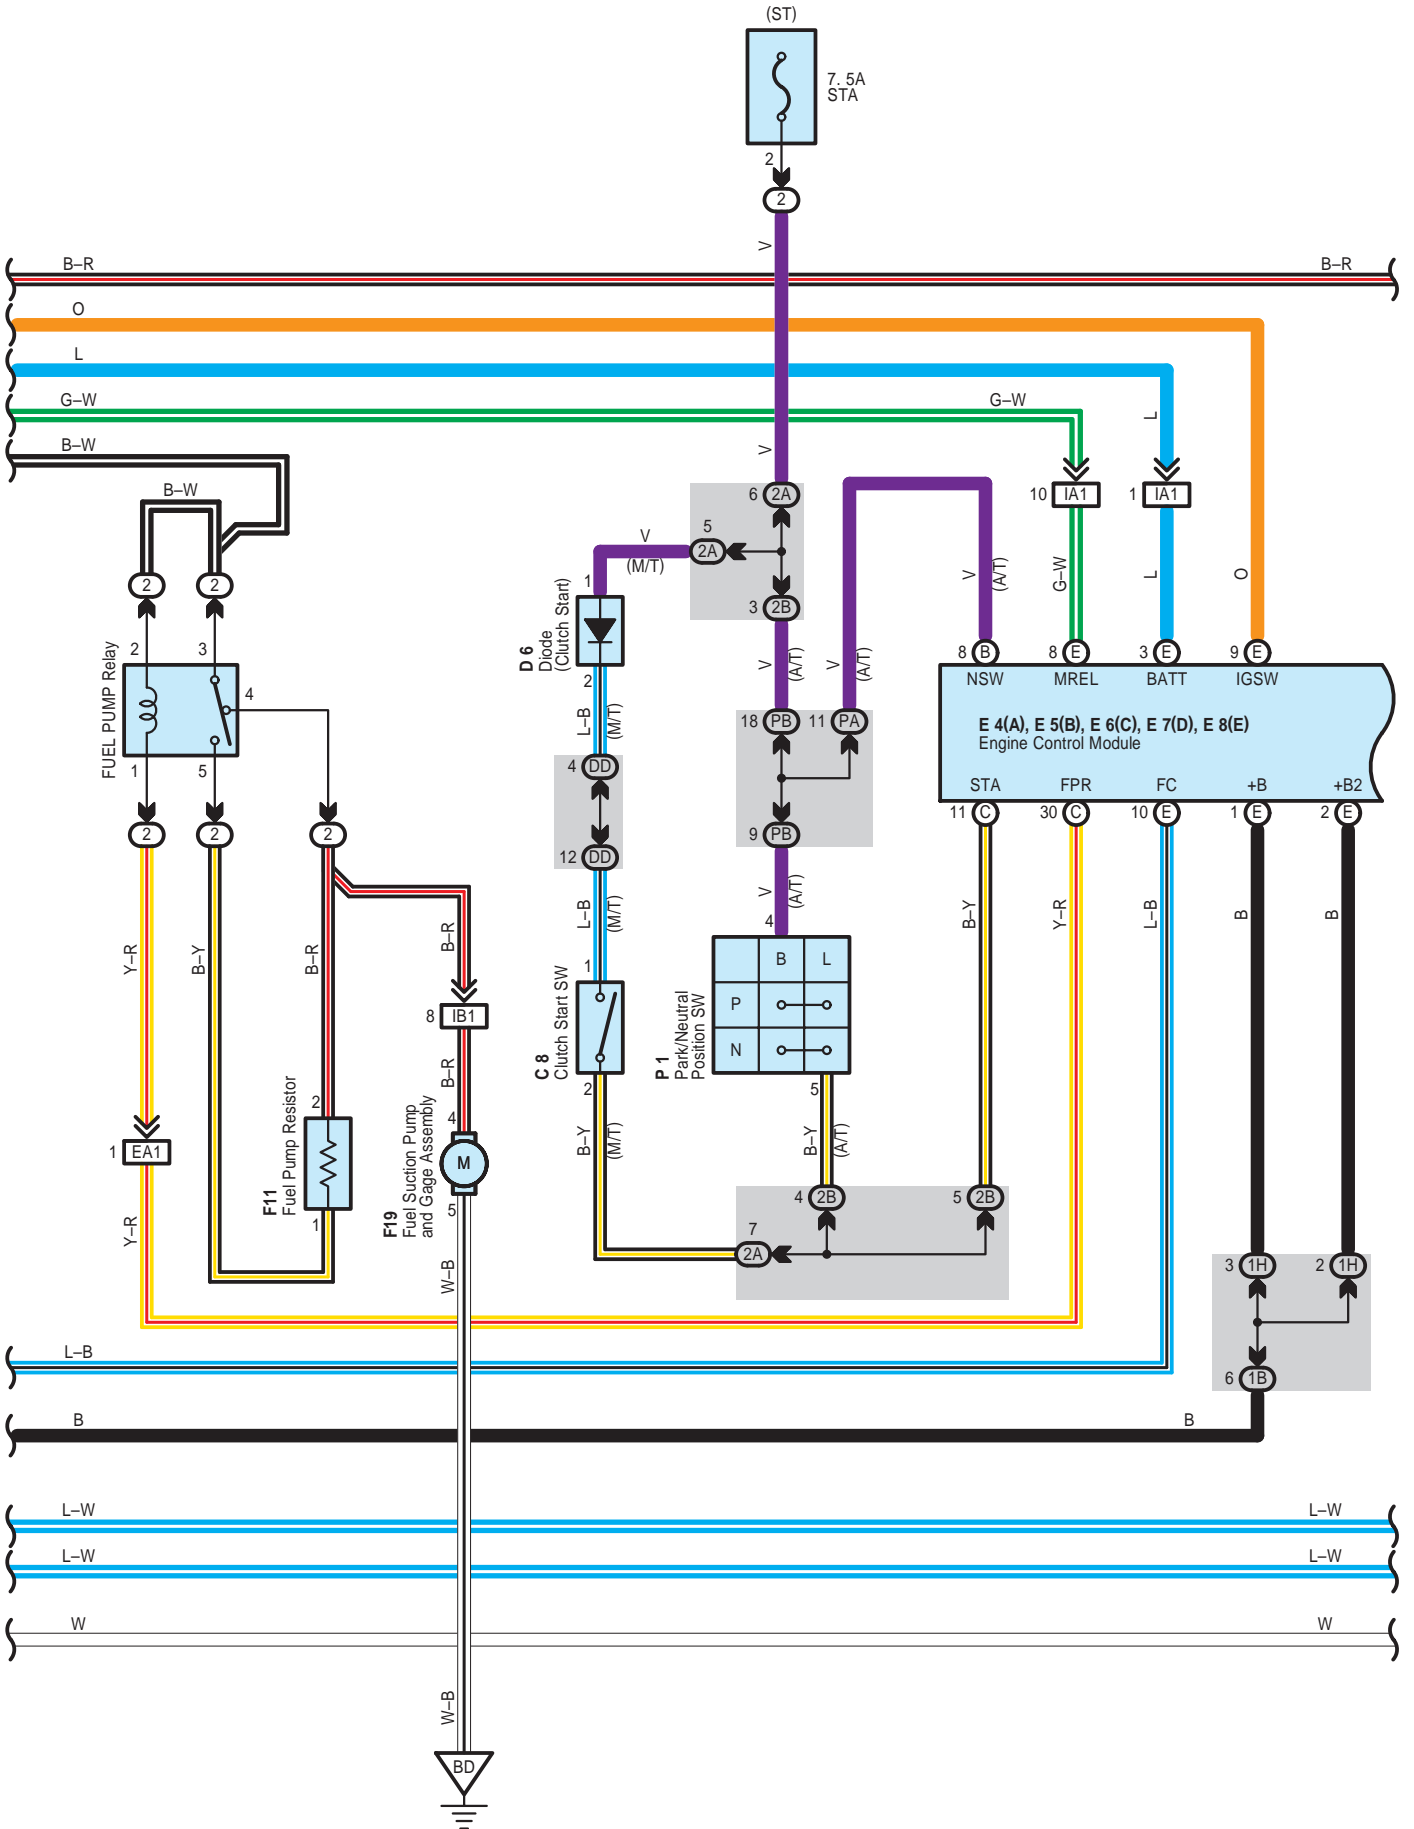 (ST)
7. 5A
STA
2
2
V
B–R
B–R
O
L
G–W
G–W
B–W
B–W
L
V
6 2A
10 IA1
1 IA1
5
2A
V
(M/T)
2
2
1
3 2B
V
(A/T)
G–W
L
O
D 6
Diode
(Clutch Start)
2
3
4
1
5
FUEL PUMP Relay
2
L–B
(M/T)
V
(A/T)
V
(A/T)
8 B
8 E
3 E
9 E
NSW
MREL
BATT
IGSW
E 4(A), E 5(B), E 6(C), E 7(D), E 8(E)
Engine Control Module
STA
FPR
FC
+B
+B2
11 C
30 C
10 E
1 E
2 E
18 PB
11 PA
9 PB
4 DD
12 DD
2
2
2
L–B
(M/T)
V
(A/T)
4
B–Y
Y–R
L–B
B
B
Y–R
B–Y
B–R
B–R
8 IB1
B–R
1
C 8
Clutch Start SW
2
B L
P
N
P 1
Park/Neutral
Position SW
5
B–Y
(M/T)
B–Y
(A/T)
1 EA1
Y–R
2
F11
Fuel Pump Resistor
1
4
M
5
F19
Fuel Suction Pump
and Gage Assembly
W–B
4 2B
5 2B
7
2A
3 1H
2 1H
6 1B
L–B
B
B
L–W
L–W
L–W
L–W
W
W
W–B
BD